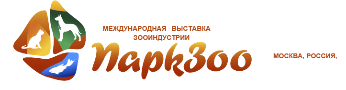 МЕЖДУНАРОДНАЯ ВЫСТАВКА
ЗООИНДУСТРИИ
ПаркЗоо
МОСКВА, РОССИЯ,